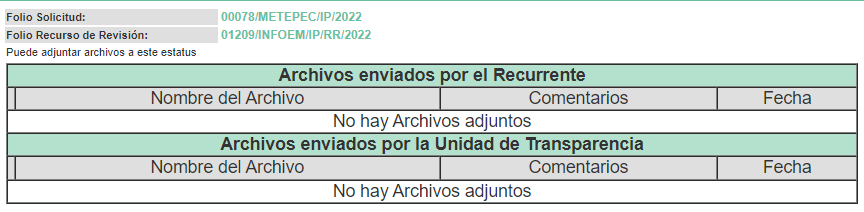 Folio Solicitud: 00078/METEPEC/IP/2022
Folio Recurso de Revisión: 01209/INFOEM/IP/RR/2022
Puede adjuntar archivos a este estatus
Archivos enviados por el Recurrente
Nombre del Archivo Comentarios Fecha
No hay Archivos adjuntos
Archivos enviados por la Unidad de Transparencia
Nombre del Archivo Comentarios Fecha
No hay Archivos adjuntos